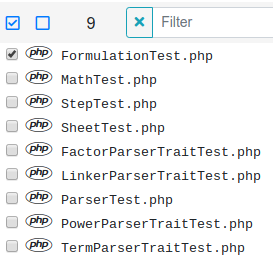 9 Filter
php FormulationTest.php
php MathTest.php
php StepTest.php
php SheetTest.php
php FactorParserTraitTest.php
php LinkerParserTraitTest.php
php ParserTest.php
php PowerParserTraitTest.php
php TermParserTraitTest.php